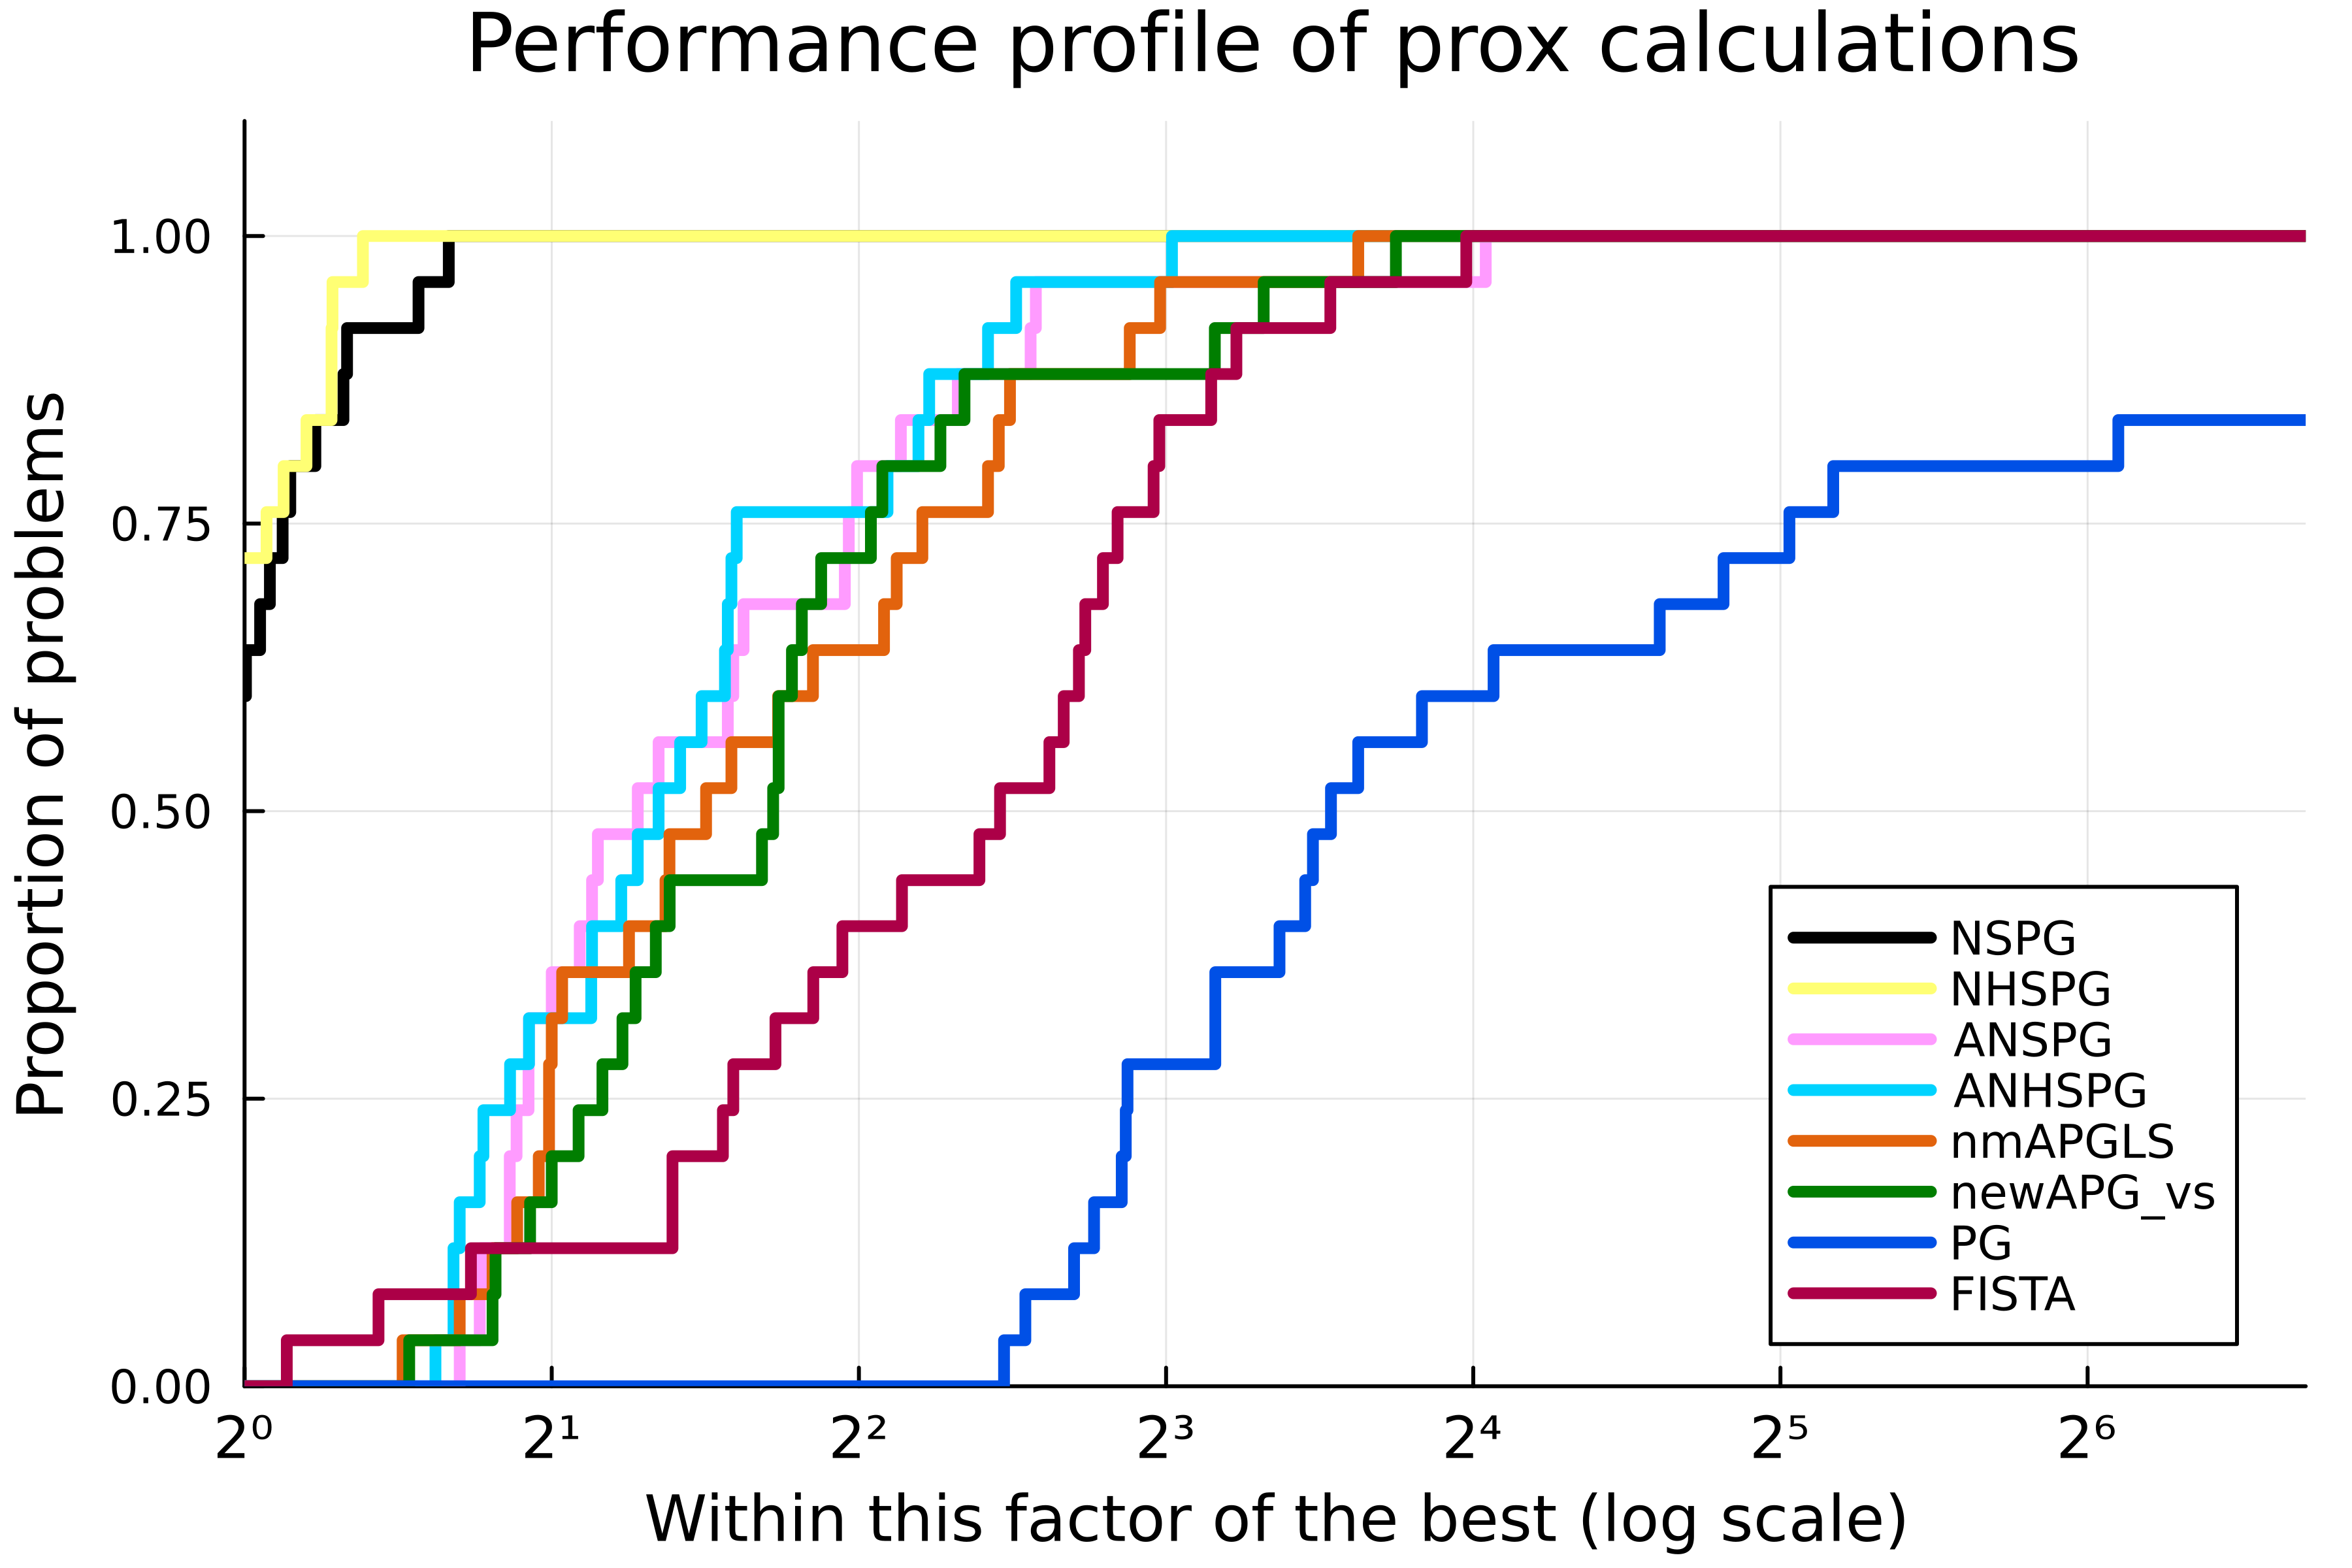 Performance profile of prox calculations
Proportion of problems
1.00
0.75
0.50
0.25
0.00
2⁰ 2¹ 2² 2³ 2⁴ 2⁵ 2⁶
Within this factor of the best (log scale)
NSPG
NHSPG
ANSPG
ANHSPG
nmAPGLS
newAPG_vs
PG
FISTA